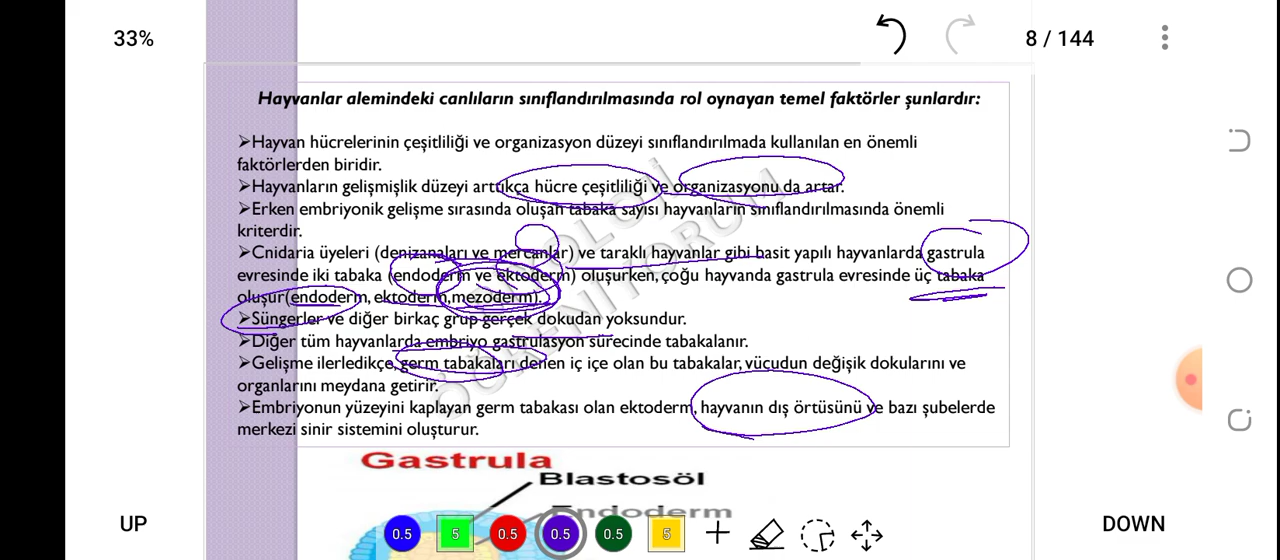 33%
8 / 144
Hayvanlar alemindeki canlıların sınıflandırılmasında rol oynayan temel faktörler şunlardır:
➢Hayvan hücrelerinin çeşitliliği ve organizasyon düzeyi sınıflandırılmada kullanılan en önemli
faktörlerden biridir.
➢Hayvanların gelişmişlik düzeyi arttıkça hücre çeşitliliği ve organizasyonu da artar.
➢Erken embriyonik gelişme sırasında oluşan tabaka sayısı hayvanların sınıflandırılmasında önemli
kriterdir.
➢Cnidaria üyeleri (denizanaları ve mercanlar) ve taraklı hayvanlar gibi basit yapılı hayvanlarda gastrula
evresinde iki tabaka (endoderm ve ektoderm) oluşurken, çoğu hayvanda gastrula evresinde üç tabaka
oluşur(endoderm, ektoderm,mezoderm).
➢Süngerler ve diğer birkaç grup gerçek dokudan yoksundur.
➢Diğer tüm hayvanlarda embriyo gastrulasyon sürecinde tabakalanır.
➢Gelişme ilerledikçe, germ tabakaları denen iç içe olan bu tabakalar, vücudun değişik dokularını ve
organlarını meydana getirir.
➢Embriyonun yüzeyini kaplayan germ tabakası olan ektoderm, hayvanın dış örtüsünü ve bazı şubelerde
merkezi sinir sistemini oluşturur.
Gastrula
Blastosöl
Endoderm
UP
0.5 5 0.5 0.5 0.5 5
DOWN